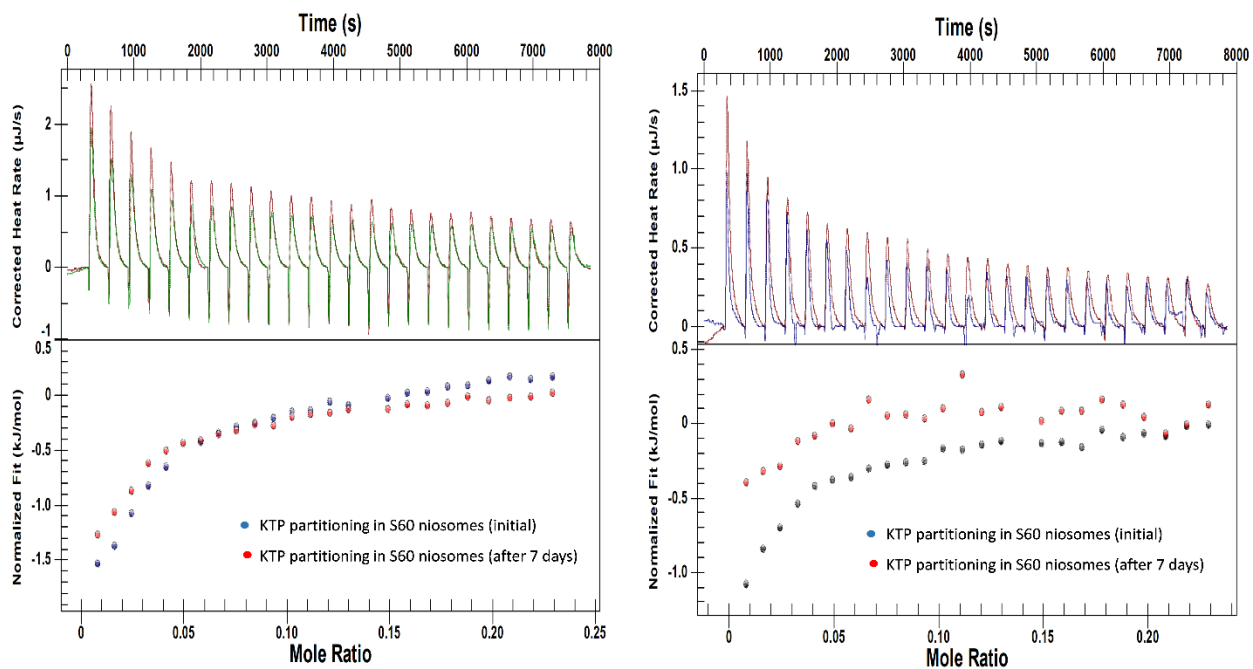 Time (s)
0 1000 2000 3000 4000 5000 6000 7000 8000
Corrected Heat Rate (µJ/s)
2
1
0
-1
0.5
0
-0.5
-1.0
-1.5
Normalized Fit (kJ/mol)
KTP partitioning in S60 niosomes (initial)
KTP partitioning in S60 niosomes (after 7 days)
0 0.05 0.10 0.15 0.20 0.25
Mole Ratio
Time (s)
0 1000 2000 3000 4000 5000 6000 7000 8000
Corrected Heat Rate (µJ/s)
1.5
1.0
0.5
0
0.5
0
-0.5
-1.0
Normalized Fit (kJ/mol)
KTP partitioning in S60 niosomes (initial)
KTP partitioning in S60 niosomes (after 7 days)
0 0.05 0.10 0.15 0.20
Mole Ratio